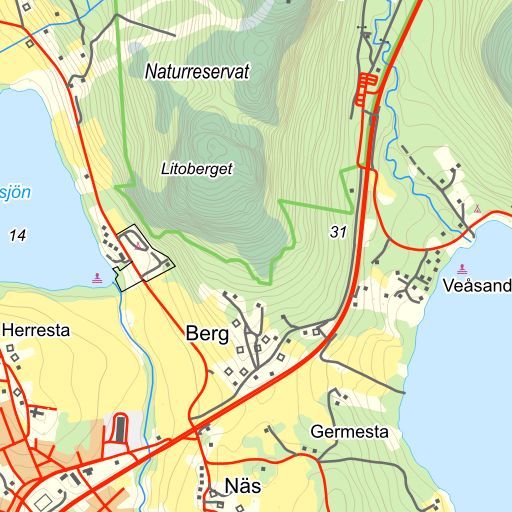 Naturreservat
Litoberget
sjön
14
31
Veåsand
Herresta
Berg
Germesta
Näs